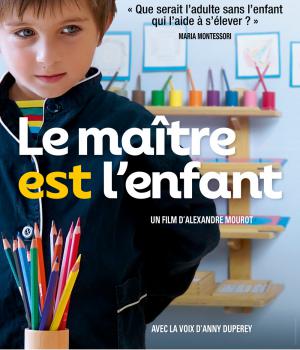 « Que serait l'adulte sans l'enfant
qui l'aide à s'élever ? »
MARIA MONTESSORI
Le maître
est l'enfant
UN FILM D'ALEXANDRE MOUROT
AVEC LA VOIX D'ANNY DUPEREY